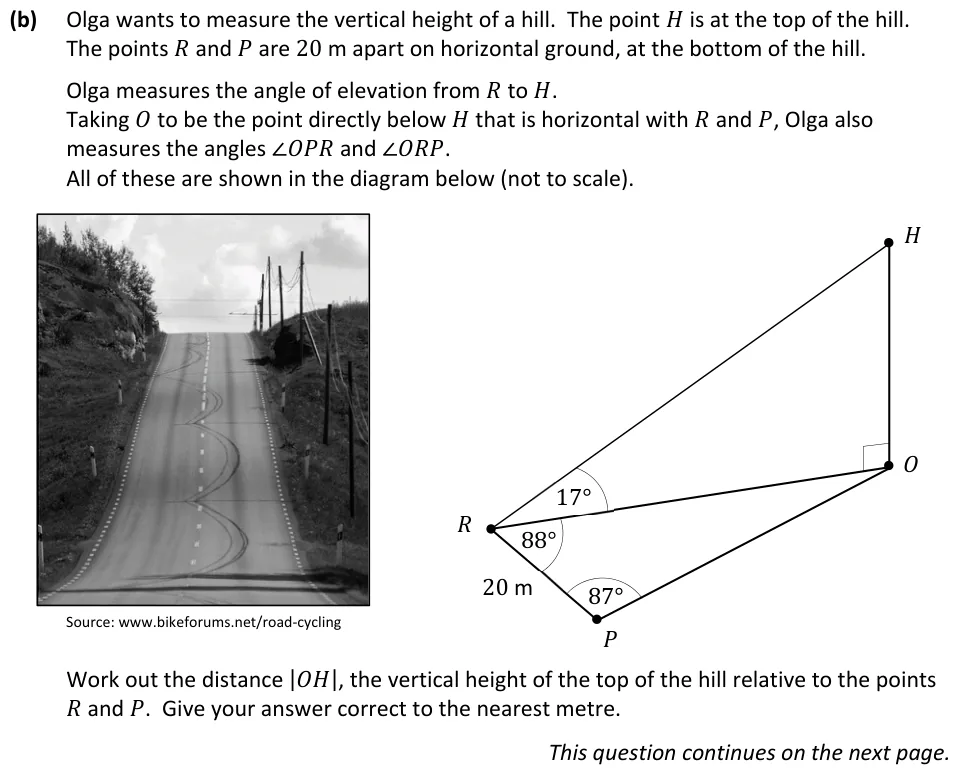 (b) Olga wants to measure the vertical height of a hill. The point H is at the top of the hill.
The points R and P are 20 m apart on horizontal ground, at the bottom of the hill.
Olga measures the angle of elevation from R to H.
Taking O to be the point directly below H that is horizontal with R and P, Olga also
measures the angles ∠OPR and ∠ORP.
All of these are shown in the diagram below (not to scale).
H
O
17°
R
88°
20 m
87°
P
Source: www.bikeforums.net/road-cycling
Work out the distance |OH|, the vertical height of the top of the hill relative to the points
R and P. Give your answer correct to the nearest metre.
This question continues on the next page.